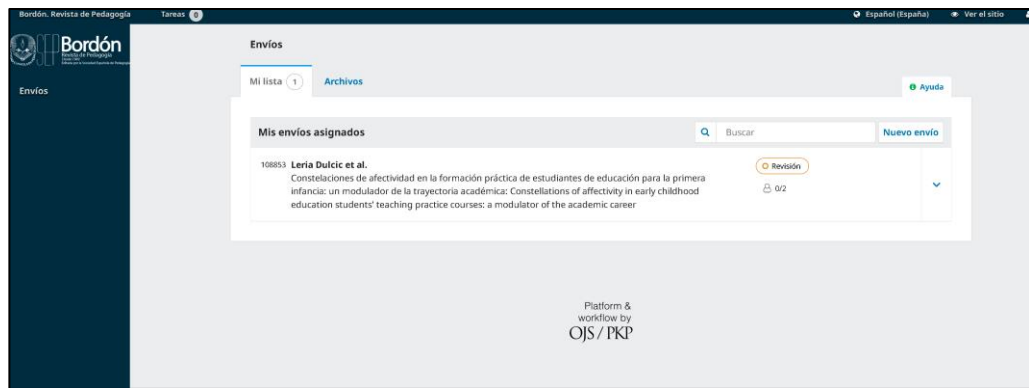 Bordón. Revista de Pedagogía Tareas 0 Español (España) Ver el sitio
Bordón
Revista de Pedagogía
Envíos
Envíos
Mi lista 1 Archivos
Ayuda
Mis envíos asignados Buscar Nuevo envío
108853 Leria Dulcic et al. Revisión
Constelaciones de afectividad en la formación práctica de estudiantes de educación para la primera
infancia: un modulador de la trayectoria académica: Constellations of affectivity in early childhood 0/2
education students' teaching practice courses: a modulator of the academic career
Platform &
workflow by
OJS / PKP